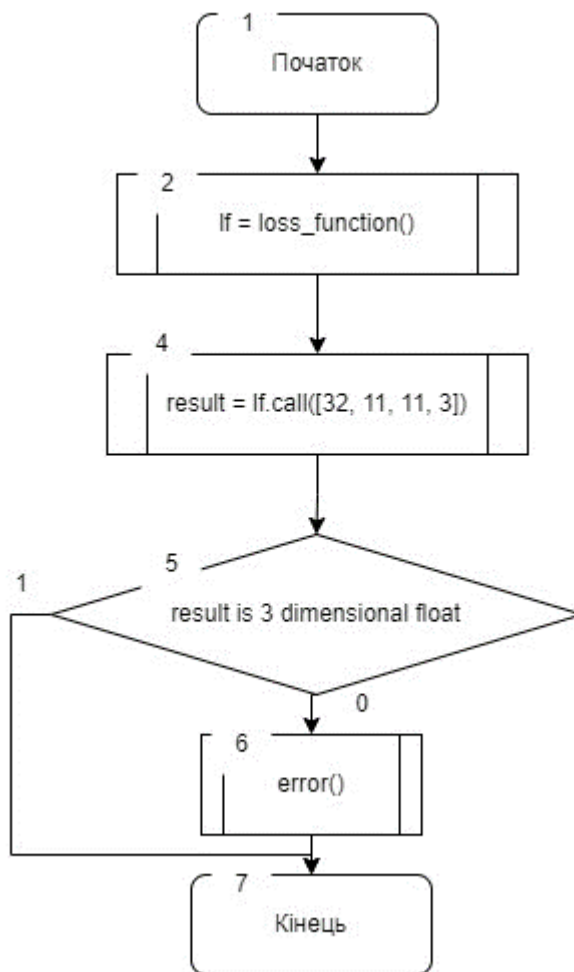 1
Початок
2
lf = loss_function()
4
result = lf.call([32, 11, 11, 3])
5
1
result is 3 dimensional float
0
6
error()
7
Кінець